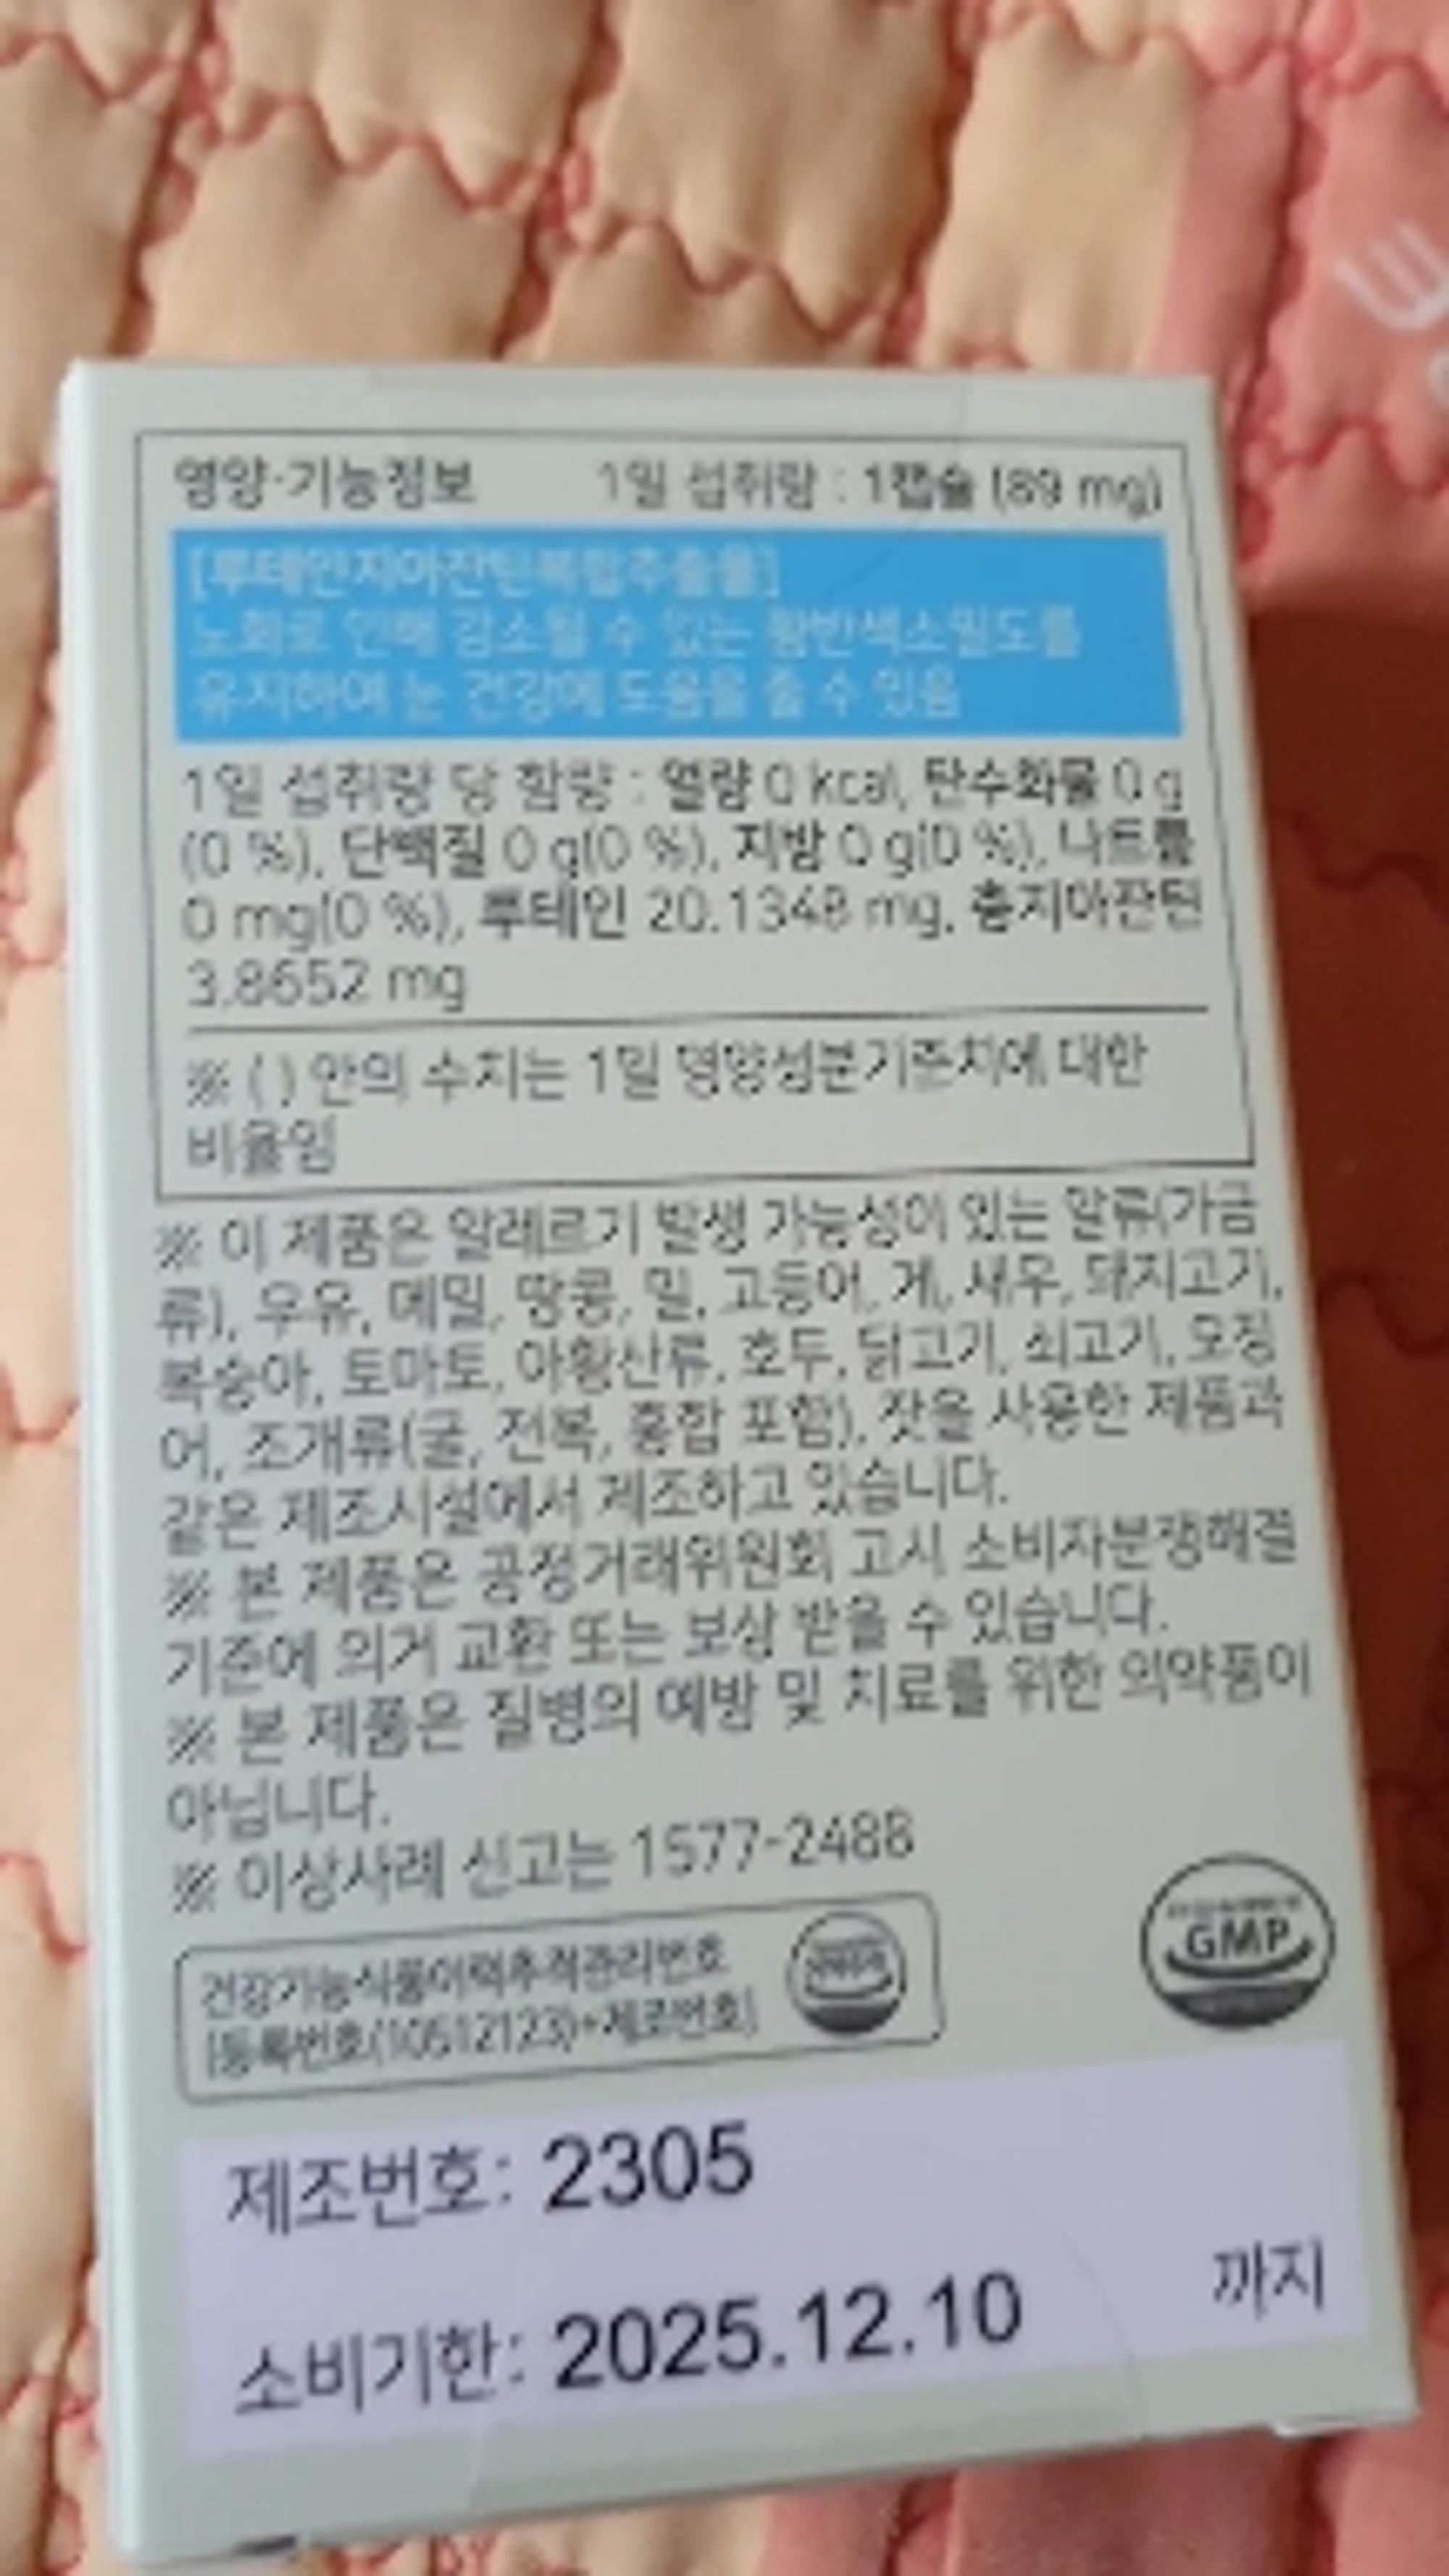 영양·기능정보 1일 섭취량 : 1캡슐 (89 mg)
[루테인지아잔틴복합추출물]
노화로 인해 감소될 수 있는 황반색소밀도를
유지하여 눈 건강에 도움을 줄 수 있음
1일 섭취량 당 함량 : 열량 0 kcal, 탄수화물 0 g
(0 %), 단백질 0 g(0 %), 지방 0 g(0 %), 나트륨
0 mg(0 %), 루테인 20.1348 mg, 총지아잔틴
3.8652 mg
※ ( ) 안의 수치는 1일 영양성분기준치에 대한
비율임
※ 이 제품은 알레르기 발생 가능성이 있는 알류(가금
류), 우유, 메밀, 땅콩, 밀, 고등어, 게, 새우, 돼지고기,
복숭아, 토마토, 아황산류, 호두, 닭고기, 쇠고기, 오징
어, 조개류(굴, 전복, 홍합 포함), 잣을 사용한 제품과
같은 제조시설에서 제조하고 있습니다.
※ 본 제품은 공정거래위원회 고시 소비자분쟁해결
기준에 의거 교환 또는 보상 받을 수 있습니다.
※ 본 제품은 질병의 예방 및 치료를 위한 의약품이
아닙니다.
※ 이상사례 신고는 1577-2488
건강기능식품이력추적관리번호
[등록번호(10512123)+제조번호]
GMP
제조번호: 2305
소비기한: 2025.12.10 까지